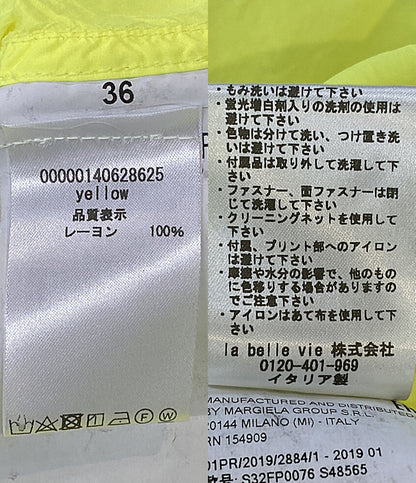 36
00000140628625
yellow
品質表示
レーヨン 100%
・もみ洗いは避けて下さい
・蛍光増白剤入りの洗剤の使用
は避けて下さい
・色物は分けて洗い、つけ置き洗
いは避けて下さい
・付属品は取り外して洗濯して下
さい
・ファスナー、面ファスナーは閉
じて洗濯して下さい
・クリーニングネットを使用して
下さい
・付属、プリント部へのアイロン
は避けて下さい
・摩擦や水分の影響で、他のもの
に色移りする場合がありますの
でご注意下さい
・アイロンはあて布を使用して下
さい
la belle vie 株式会社
0120-401-969
イタリア製
MANUFACTURED AND DISTRIBUTED
BY MARGIELA GROUP S.R.L.
20144 MILANO (MI) - ITALY
RN 154909
01PR/2019/2884/1 - 2019 01
款号: S32FP0076 S48565